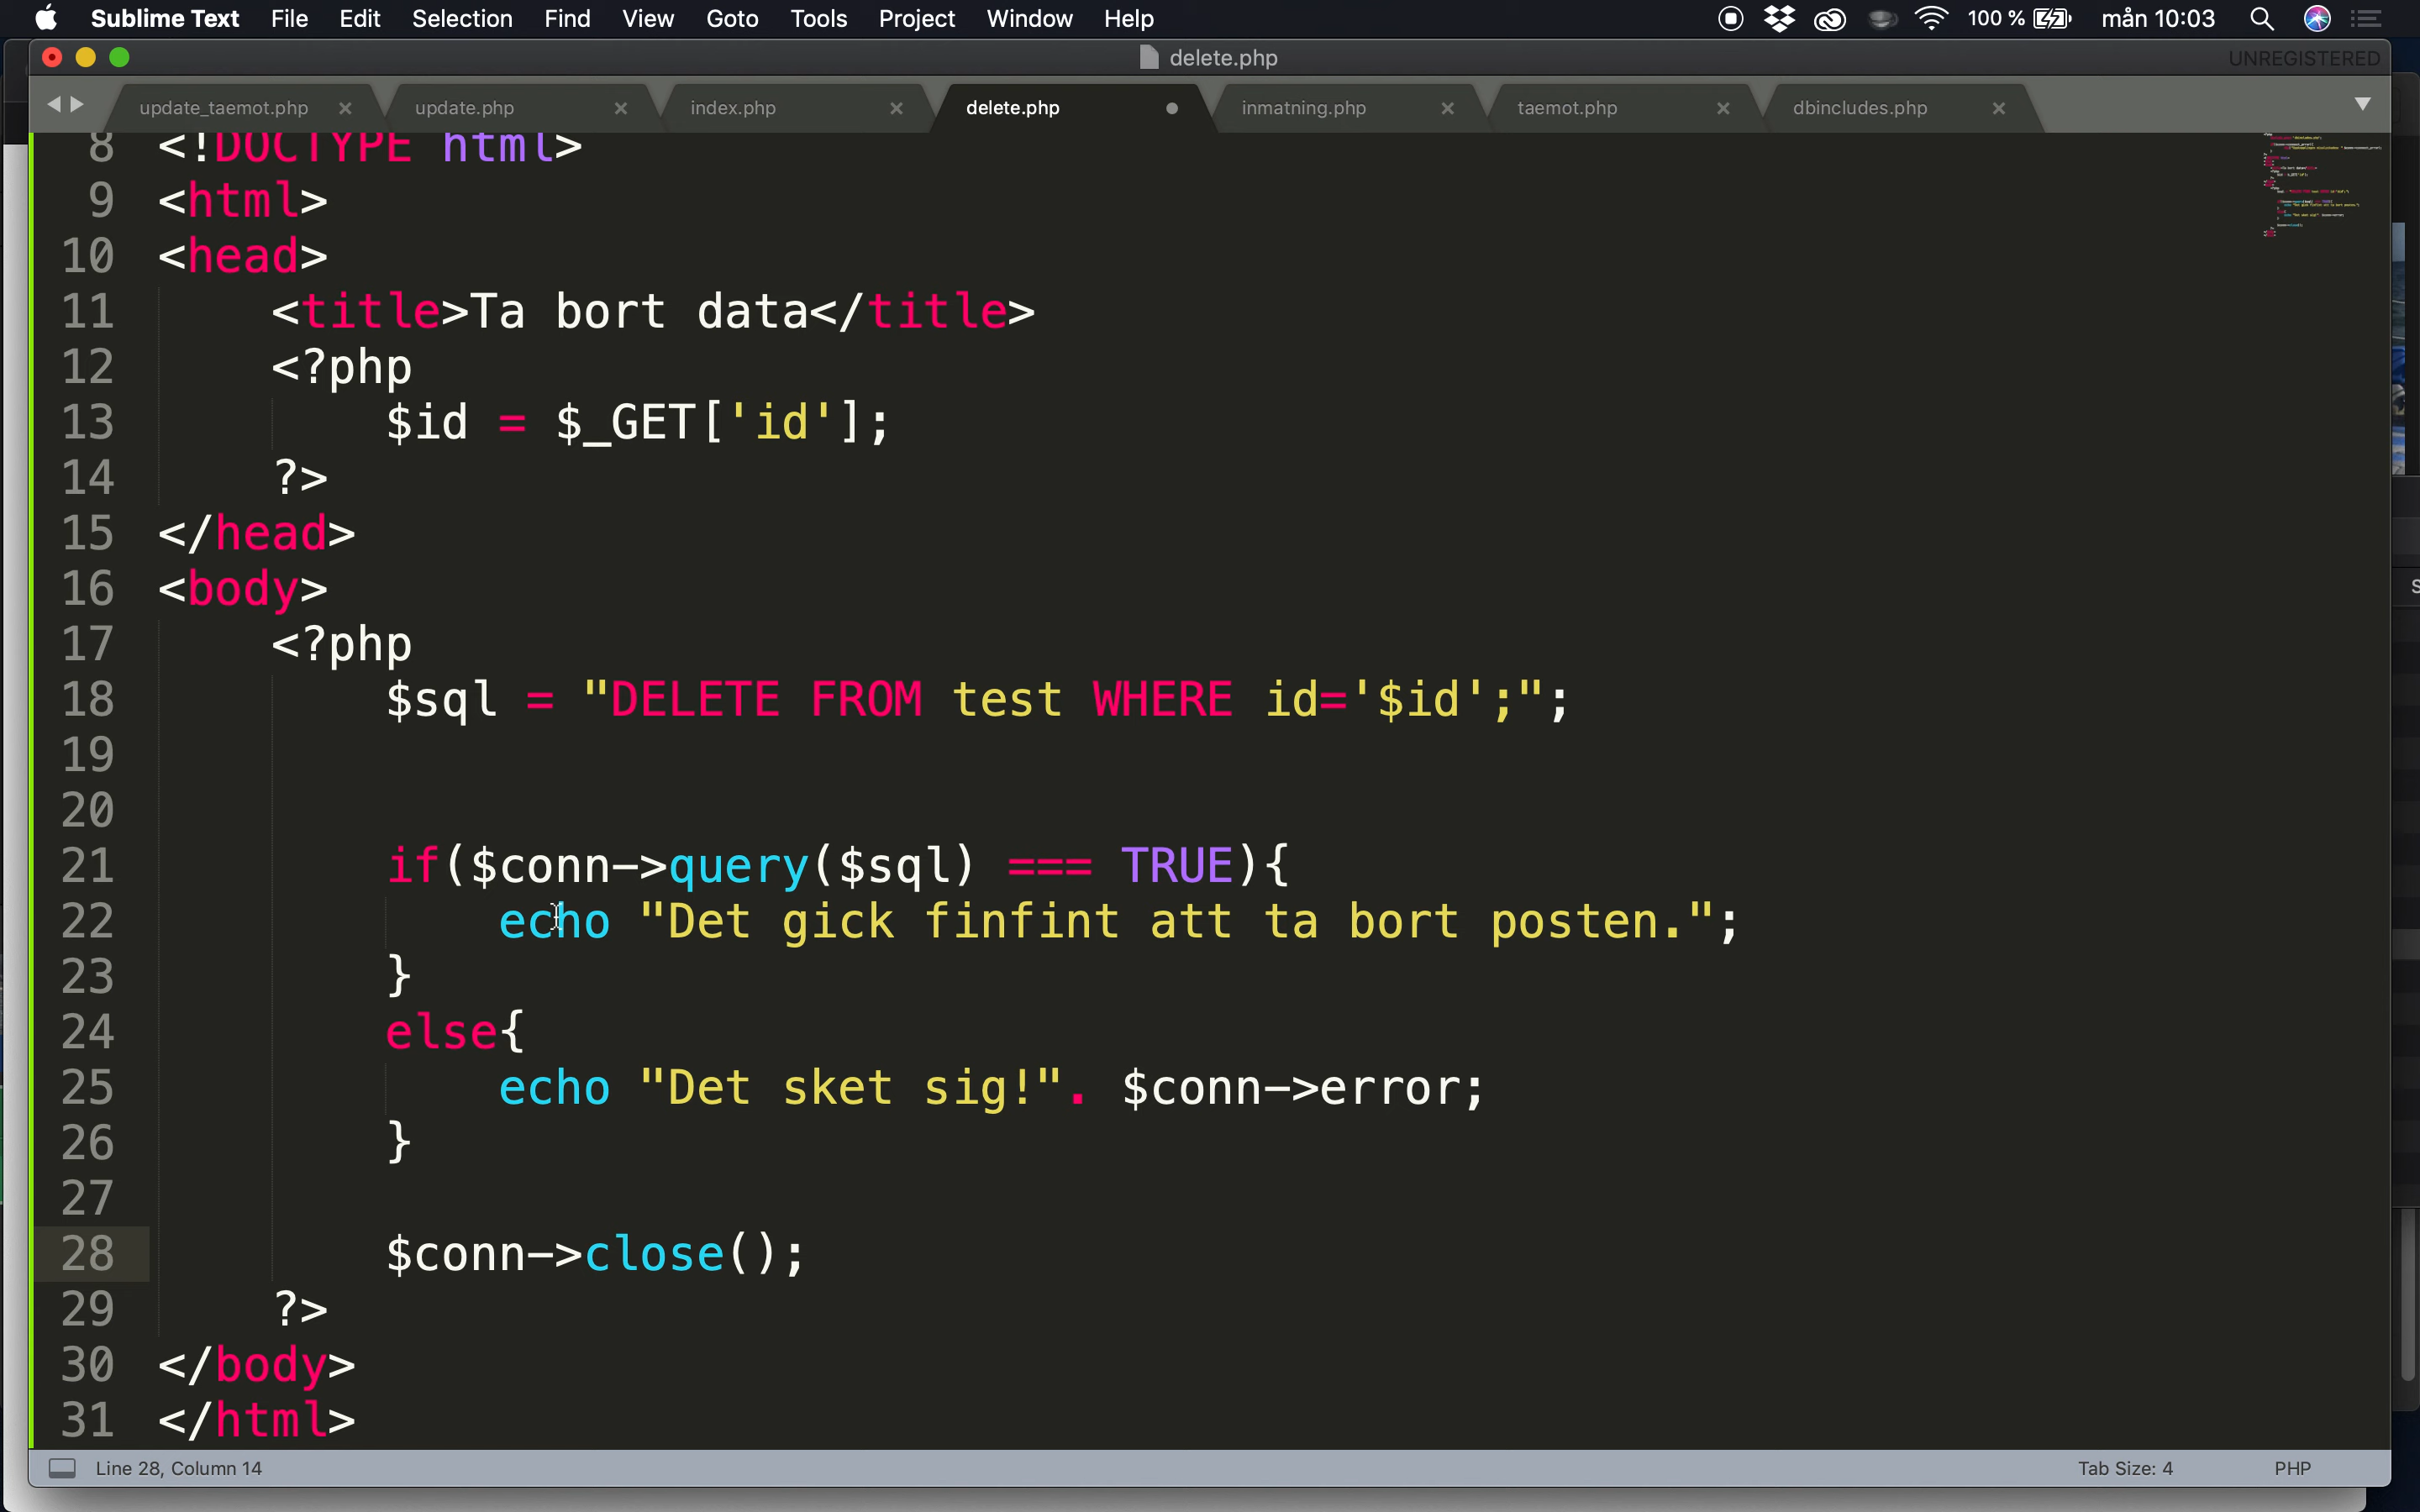 Sublime Text File Edit Selection Find View Goto Tools Project Window Help 100 % mån 10:03
delete.php UNREGISTERED
update_taemot.php update.php index.php delete.php inmatning.php taemot.php dbincludes.php
8 <!DOCTYPE html>
9 <html>
10 <head>
11 <title>Ta bort data</title>
12 <?php
13 $id = $_GET['id'];
14 ?>
15 </head>
16 <body>
17 <?php
18 $sql = "DELETE FROM test WHERE id='$id';";
19
20
21 if($conn->query($sql) === TRUE){
22 echo "Det gick finfint att ta bort posten.";
23 }
24 else{
25 echo "Det sket sig!". $conn->error;
26 }
27
28 $conn->close();
29 ?>
30 </body>
31 </html>
Line 28, Column 14 Tab Size: 4 PHP